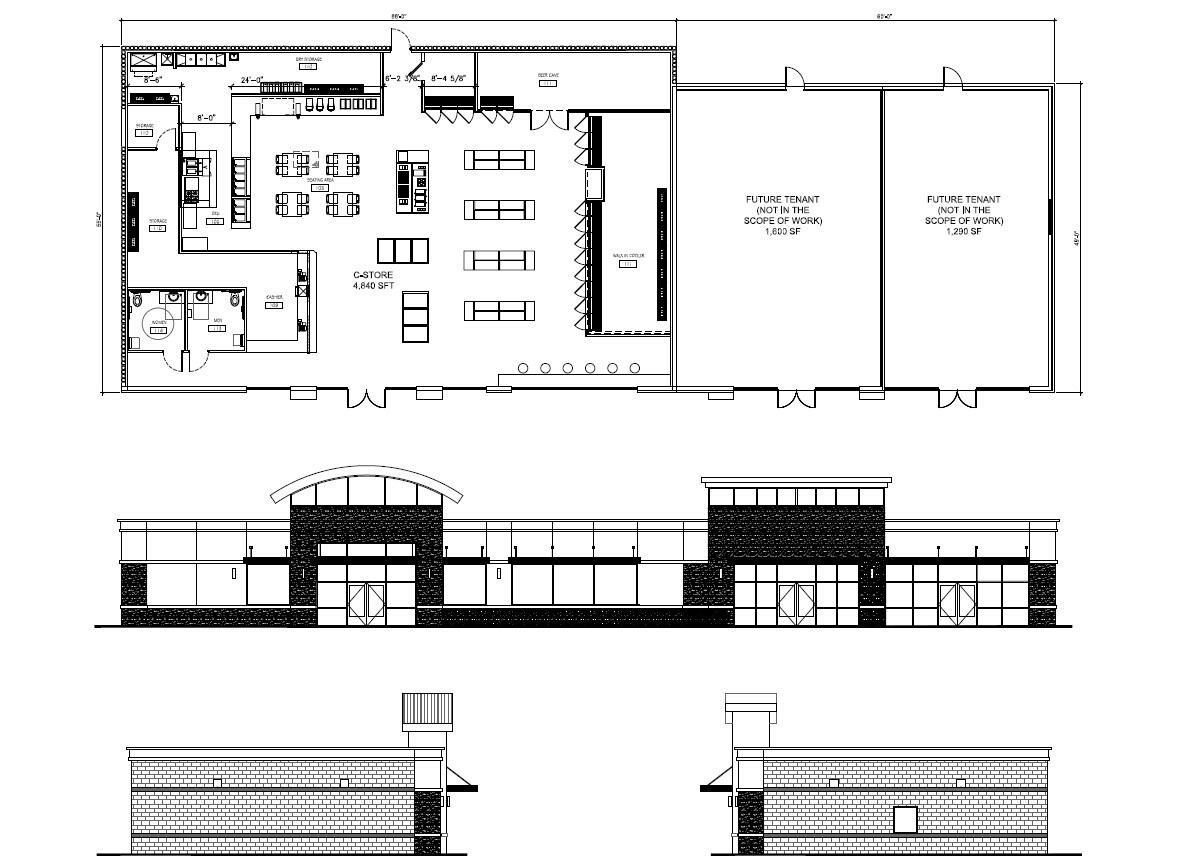 88'-0"
60'-0"
DRY STORAGE
8'-6"
24'-0"
6'-2 3/8"
8'-4 5/8"
BEER CAVE
8'-0"
STORAGE
SEATING AREA
55'-0"
STORAGE
DELI
WALK IN COOLER
C-STORE
4,840 SFT
CASHIER
109
WOMEN
MEN
FUTURE TENANT
(NOT IN THE
SCOPE OF WORK)
1,600 SF
FUTURE TENANT
(NOT IN THE
SCOPE OF WORK)
1,290 SF